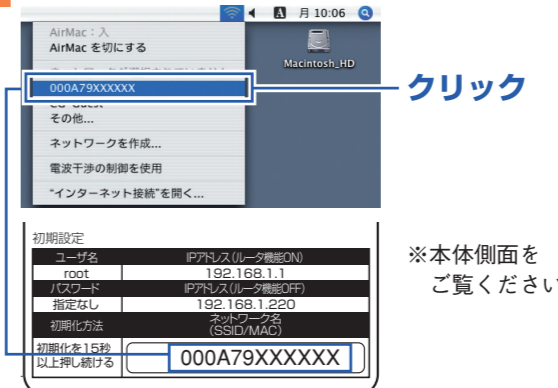 A 月 10:06
AirMac：入
AirMac を切にする
Macintosh_HD
000A79XXXXXX
クリック
その他...
ネットワークを作成...
電波干渉の制御を使用
"インターネット接続"を開く...
初期設定
ユーザ名 IPアドレス（ルータ機能ON）
root 192.168.1.1
パスワード IPアドレス（ルータ機能OFF）
指定なし 192.168.1.220
初期化方法 ネットワーク名
（SSID/MAC）
初期化を15秒
以上押し続ける
000A79XXXXXX
※本体側面を
ご覧ください